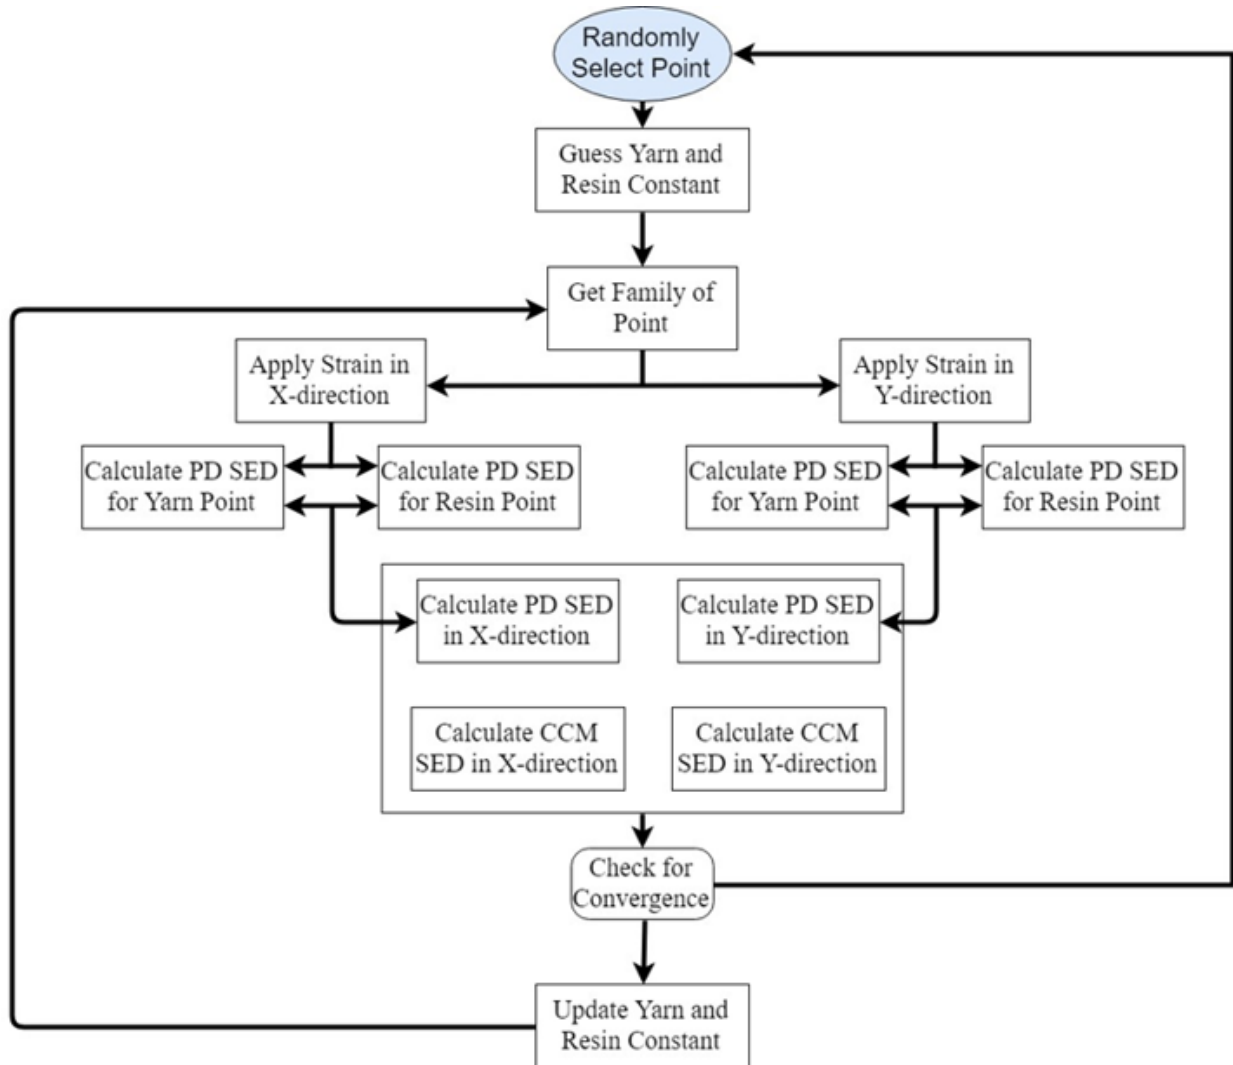 Randomly
Select Point
Guess Yarn and
Resin Constant
Get Family of
Point
Apply Strain in
X-direction
Apply Strain in
Y-direction
Calculate PD SED
for Yarn Point
Calculate PD SED
for Resin Point
Calculate PD SED
for Yarn Point
Calculate PD SED
for Resin Point
Calculate PD SED
in X-direction
Calculate PD SED
in Y-direction
Calculate CCM
SED in X-direction
Calculate CCM
SED in Y-direction
Check for
Convergence
Update Yarn and
Resin Constant